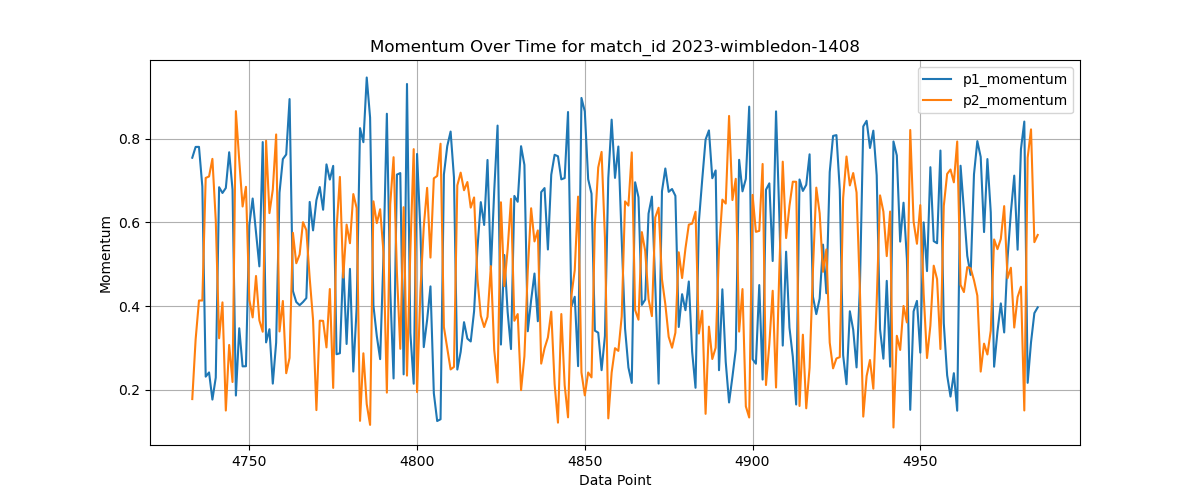 Momentum Over Time for match_id 2023-wimbledon-1408
p1_momentum
p2_momentum
0.8
0.6
0.4
0.2
Momentum
4750
4800
4850
4900
4950
Data Point